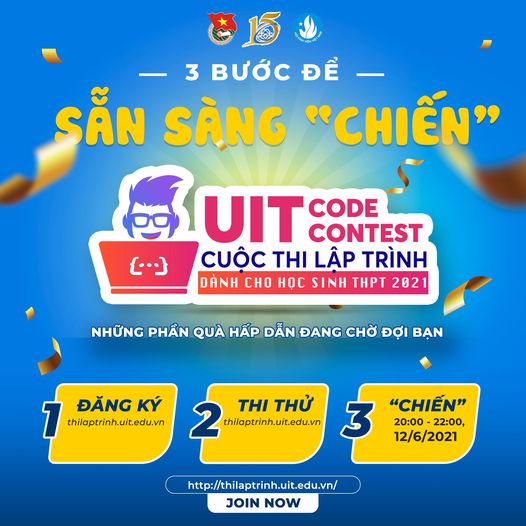 15
3 BƯỚC ĐỂ
SẴN SÀNG "CHIẾN"
UIT CODE CONTEST
CUỘC THI LẬP TRÌNH
{...}
DÀNH CHO HỌC SINH THPT 2021
NHỮNG PHẦN QUÀ HẤP DẪN ĐANG CHỜ ĐỢI BẠN
1 ĐĂNG KÝ
thilaptrinh.uit.edu.vn
2 THI THỬ
thilaptrinh.uit.edu.vn
3 "CHIẾN"
20:00 - 22:00,
12/6/2021
http://thilaptrinh.uit.edu.vn/
JOIN NOW